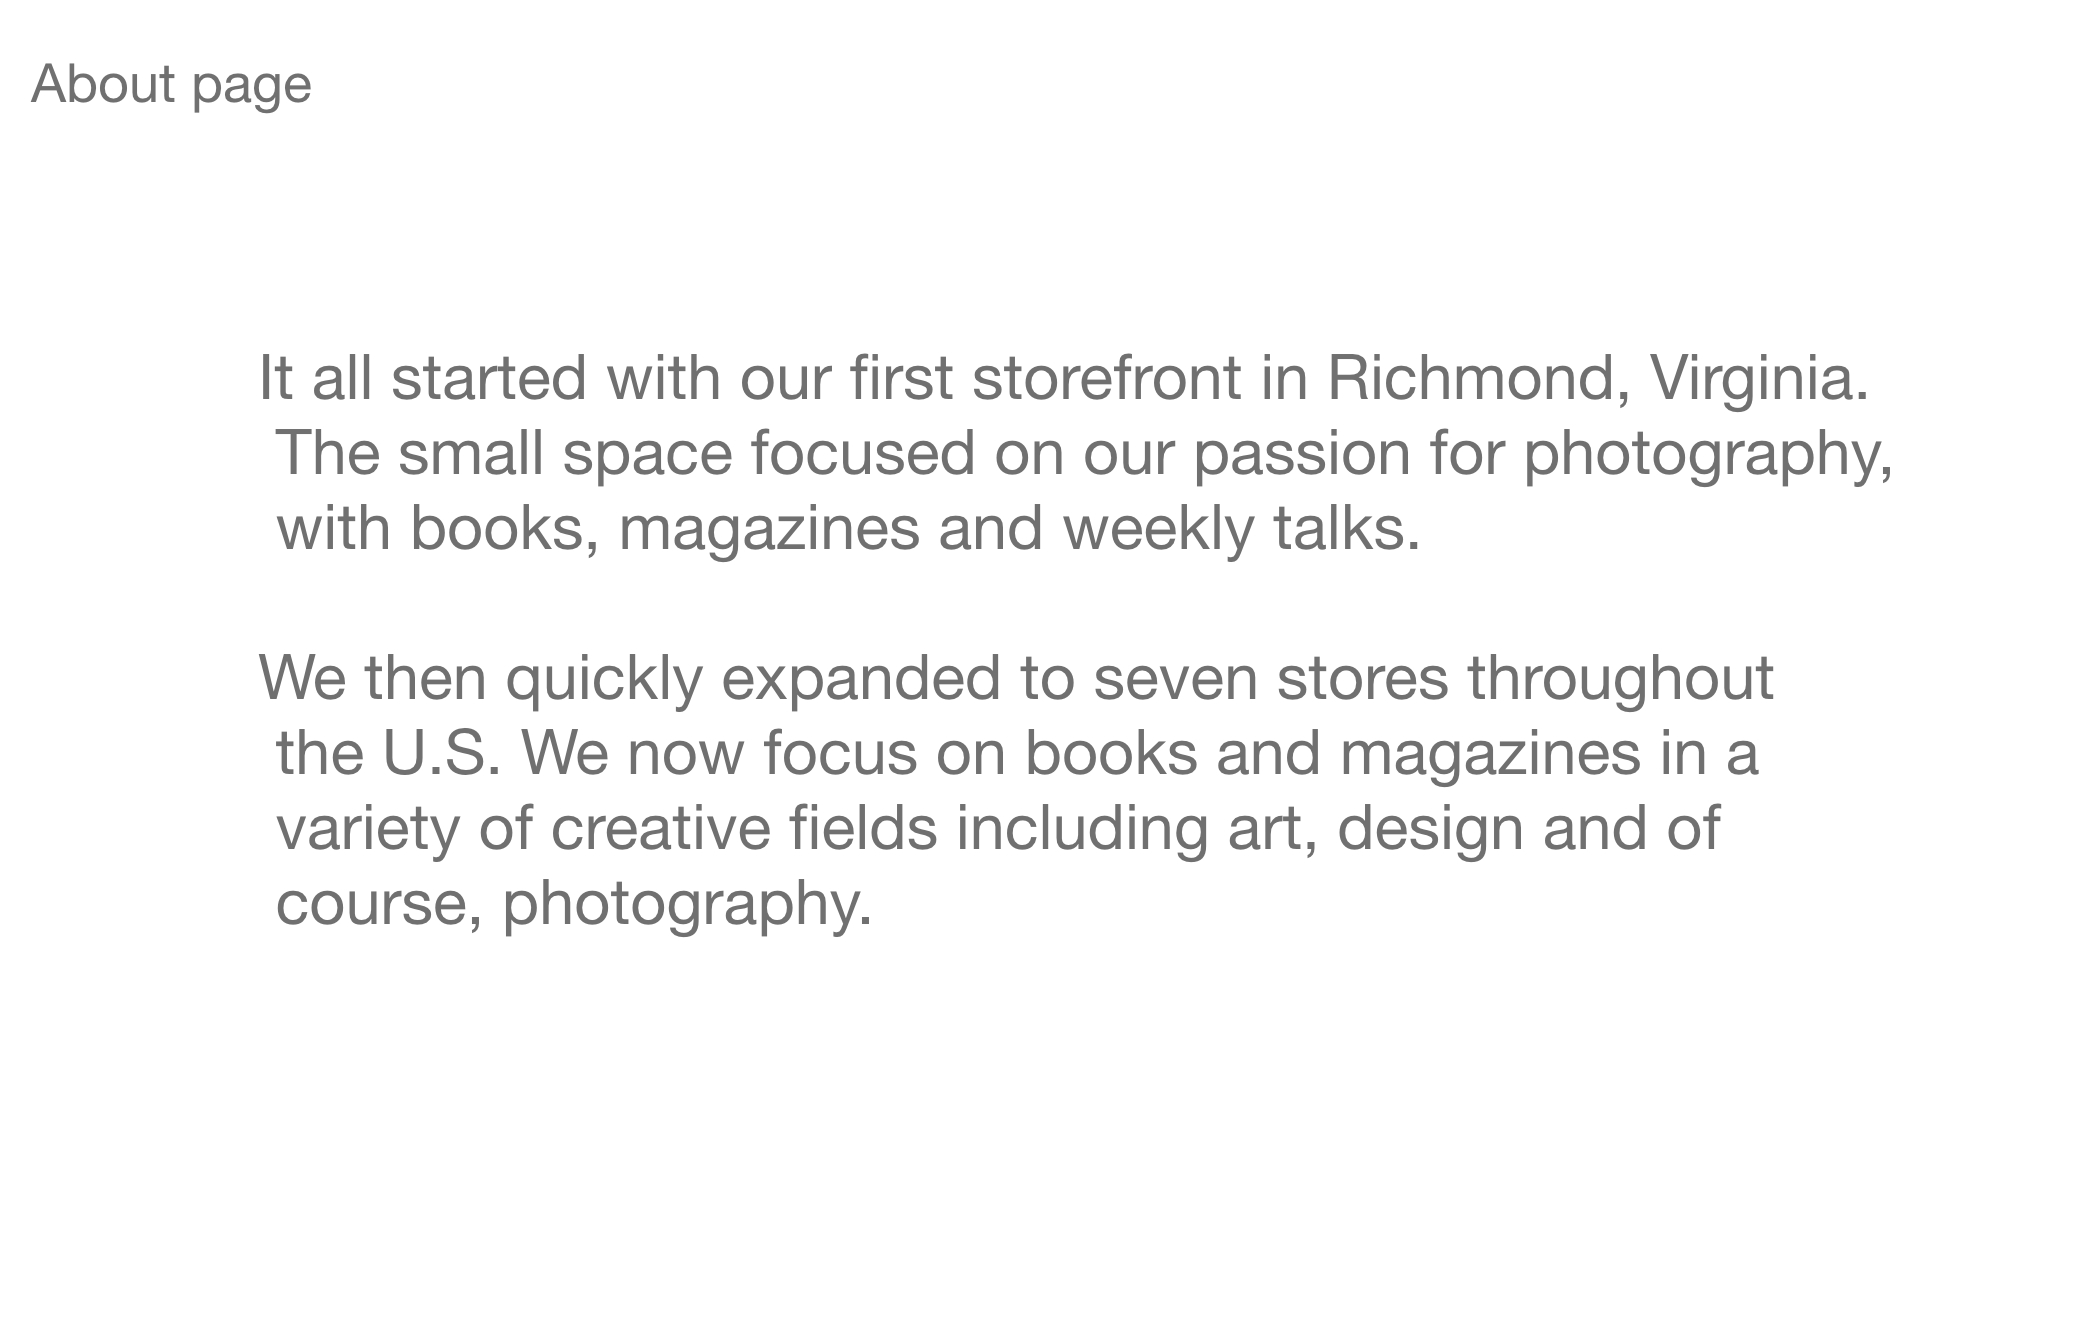 About page
It all started with our first storefront in Richmond, Virginia.
The small space focused on our passion for photography,
with books, magazines and weekly talks.
We then quickly expanded to seven stores throughout
the U.S. We now focus on books and magazines in a
variety of creative fields including art, design and of
course, photography.